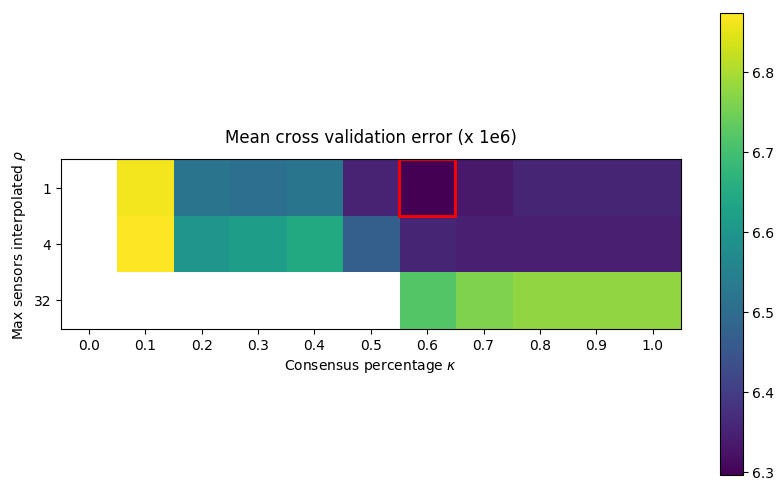 Mean cross validation error (x 1e6)
Max sensors interpolated ρ
1
4
32
0.0 0.1 0.2 0.3 0.4 0.5 0.6 0.7 0.8 0.9 1.0
Consensus percentage κ
6.8
6.7
6.6
6.5
6.4
6.3